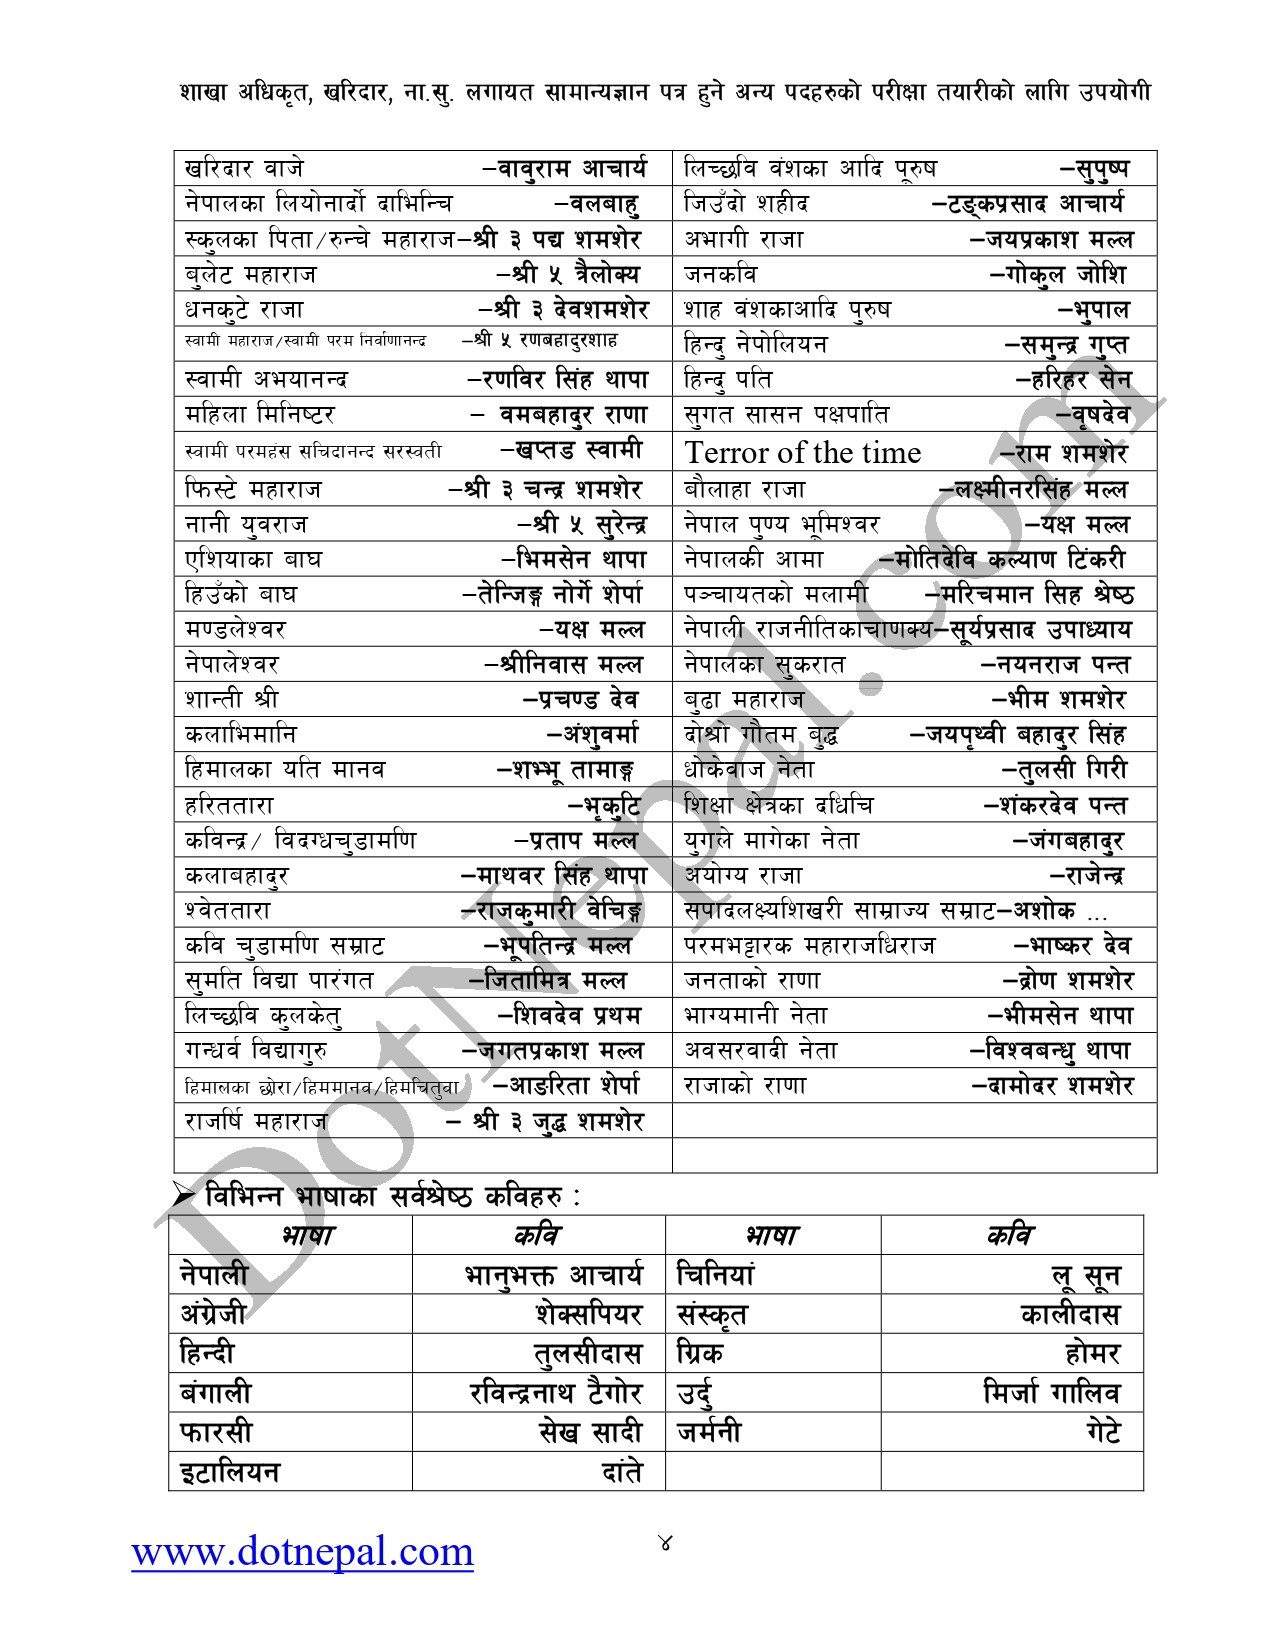 शाखा अधिकृत, खरिदार, ना.सु. लगायत सामान्यज्ञान पत्र हुने अन्य पदहरुको परीक्षा तयारीको लागि उपयोगी
खरिदार वाजे –वावुराम आचार्य लिच्छवि वंशका आदि पूरुष –सुपुष्प
नेपालका लियोनार्दो दाभिन्चि –वलबाहु जिउँदो शहीद –टङ्कप्रसाद आचार्य
स्कुलका पिता/रुन्चे महाराज–श्री ३ पद्य शमशेर अभागी राजा –जयप्रकाश मल्ल
बुलेट महाराज –श्री ५ त्रैलोक्य जनकवि –गोकुल जोशि
धनकुटे राजा –श्री ३ देवशमशेर शाह वंशकाआदि पुरुष –भुपाल
स्वामी महाराज/स्वामी परम निर्वाणानन्द –श्री ५ रणबहादुरशाह हिन्दु नेपोलियन –समुन्द्र गुप्त
स्वामी अभयानन्द –रणविर सिंह थापा हिन्दु पति –हरिहर सेन
महिला मिनिष्टर – वमबहादुर राणा सुगत सासन पक्षपाति –वृषदेव
स्वामी परमहंस सचिदानन्द सरस्वती –खप्तड स्वामी Terror of the time –राम शमशेर
फिस्टे महाराज –श्री ३ चन्द्र शमशेर बौलाहा राजा –लक्ष्मीनरसिंह मल्ल
नानी युवराज –श्री ५ सुरेन्द्र नेपाल पुण्य भूमिश्वर –यक्ष मल्ल
एशियाका बाघ –भिमसेन थापा नेपालकी आमा –मोतिदेवि कल्याण टिंकरी
हिउँको बाघ –तेन्जिङ्ग नोर्गे शेर्पा पञ्चायतको मलामी –मरिचमान सिह श्रेष्ठ
मण्डलेश्वर –यक्ष मल्ल नेपाली राजनीतिकाचाणक्य–सूर्यप्रसाद उपाध्याय
नेपालेश्वर –श्रीनिवास मल्ल नेपालका सुकरात –नयनराज पन्त
शान्ती श्री –प्रचण्ड देव बुढा महाराज –भीम शमशेर
कलाभिमानि –अंशुवर्मा दोश्रो गौतम बुद्ध –जयपृथ्वी बहादुर सिंह
हिमालका यति मानव –शम्भू तामाङ्ग धोकेवाज नेता –तुलसी गिरी
हरिततारा –भृकुटि शिक्षा क्षेत्रका दधिचि –शंकरदेव पन्त
कविन्द्र/ विदग्धचुडामणि –प्रताप मल्ल युगले मागेका नेता –जंगबहादुर
कलाबहादुर –माथवर सिंह थापा अयोग्य राजा –राजेन्द्र
श्वेततारा –राजकुमारी वेचिङ्ग सपादलक्ष्यशिखरी साम्राज्य सम्राट–अशोक ...
कवि चुडामणि सम्राट –भूपतिन्द्र मल्ल परमभट्टारक महाराजधिराज –भाष्कर देव
सुमति विद्या पारंगत –जितामित्र मल्ल जनताको राणा –द्रोण शमशेर
लिच्छवि कुलकेतु –शिवदेव प्रथम भाग्यमानी नेता –भीमसेन थापा
गन्धर्व विद्यागुरु –जगतप्रकाश मल्ल अवसरवादी नेता –विश्वबन्धु थापा
हिमालका छोरा/हिममानव/हिमचितुवा –आङरिता शेर्पा राजाको राणा –दामोदर शमशेर
राजर्षि महाराज – श्री ३ जुद्ध शमशेर
➢ विभिन्न भाषाका सर्वश्रेष्ठ कविहरु :
भाषा कवि भाषा कवि
नेपाली भानुभक्त आचार्य चिनियां लू सून
अंग्रेजी शेक्सपियर संस्कृत कालीदास
हिन्दी तुलसीदास ग्रिक होमर
बंगाली रविन्द्रनाथ टैगोर उर्दु मिर्जा गालिव
फारसी सेख सादी जर्मनी गेटे
इटालियन दांते
www.dotnepal.com ४
DotNepal.com